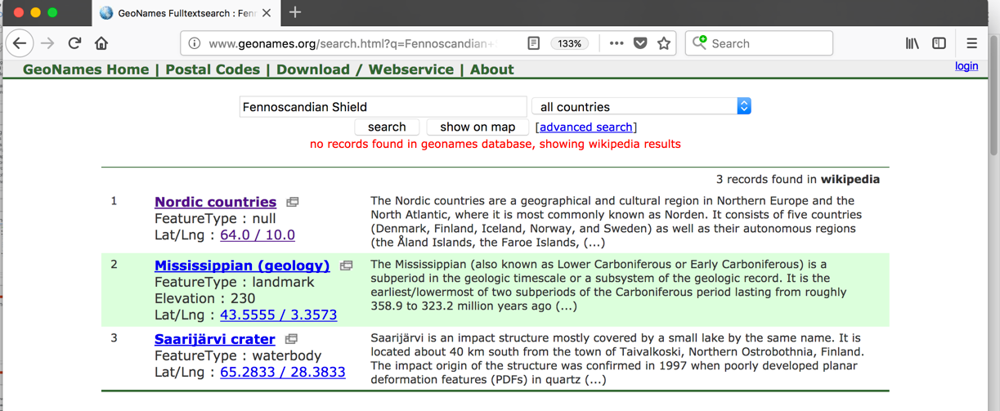 GeoNames Fulltextsearch : Fenn
www.geonames.org/search.html?q=Fennoscandian+
133%
Search
GeoNames Home | Postal Codes | Download / Webservice | About
login
Fennoscandian Shield
all countries
search
show on map
[advanced search]
no records found in geonames database, showing wikipedia results
3 records found in wikipedia
1
Nordic countries
FeatureType : null
Lat/Lng : 64.0 / 10.0
The Nordic countries are a geographical and cultural region in Northern Europe and the
North Atlantic, where it is most commonly known as Norden. It consists of five countries
(Denmark, Finland, Iceland, Norway, and Sweden) as well as their autonomous regions
(the Åland Islands, the Faroe Islands, (...)
2
Mississippian (geology)
FeatureType : landmark
Elevation : 230
Lat/Lng : 43.5555 / 3.3573
The Mississippian (also known as Lower Carboniferous or Early Carboniferous) is a
subperiod in the geologic timescale or a subsystem of the geologic record. It is the
earliest/lowermost of two subperiods of the Carboniferous period lasting from roughly
358.9 to 323.2 million years ago (...)
3
Saarijärvi crater
FeatureType : waterbody
Lat/Lng : 65.2833 / 28.3833
Saarijärvi is an impact structure mostly covered by a small lake by the same name. It is
located about 40 km south from the town of Taivalkoski, Northern Ostrobothnia, Finland.
The impact origin of the structure was confirmed in 1997 when poorly developed planar
deformation features (PDFs) in quartz (...)